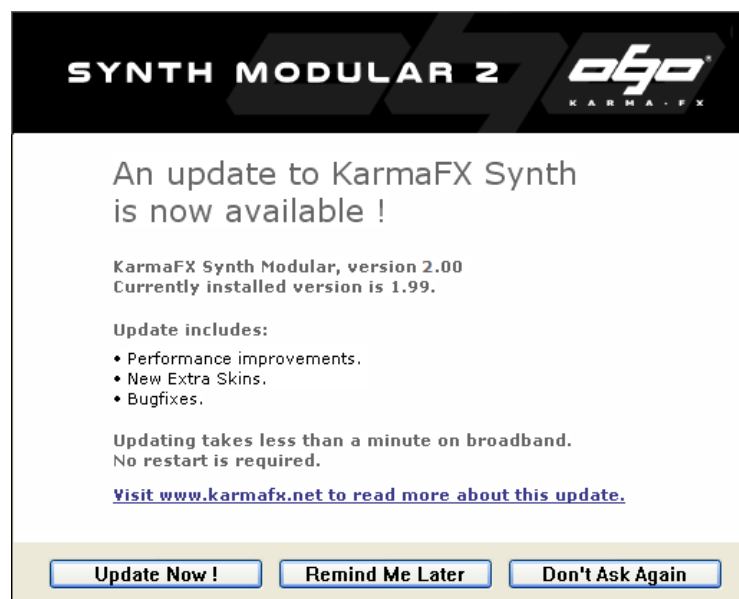 SYNTH MODULAR 2
KARMA·FX
An update to KarmaFX Synth
is now available !
KarmaFX Synth Modular, version 2.00
Currently installed version is 1.99.
Update includes:
• Performance improvements.
• New Extra Skins.
• Bugfixes.
Updating takes less than a minute on broadband.
No restart is required.
Visit www.karmafx.net to read more about this update.
Update Now !
Remind Me Later
Don't Ask Again